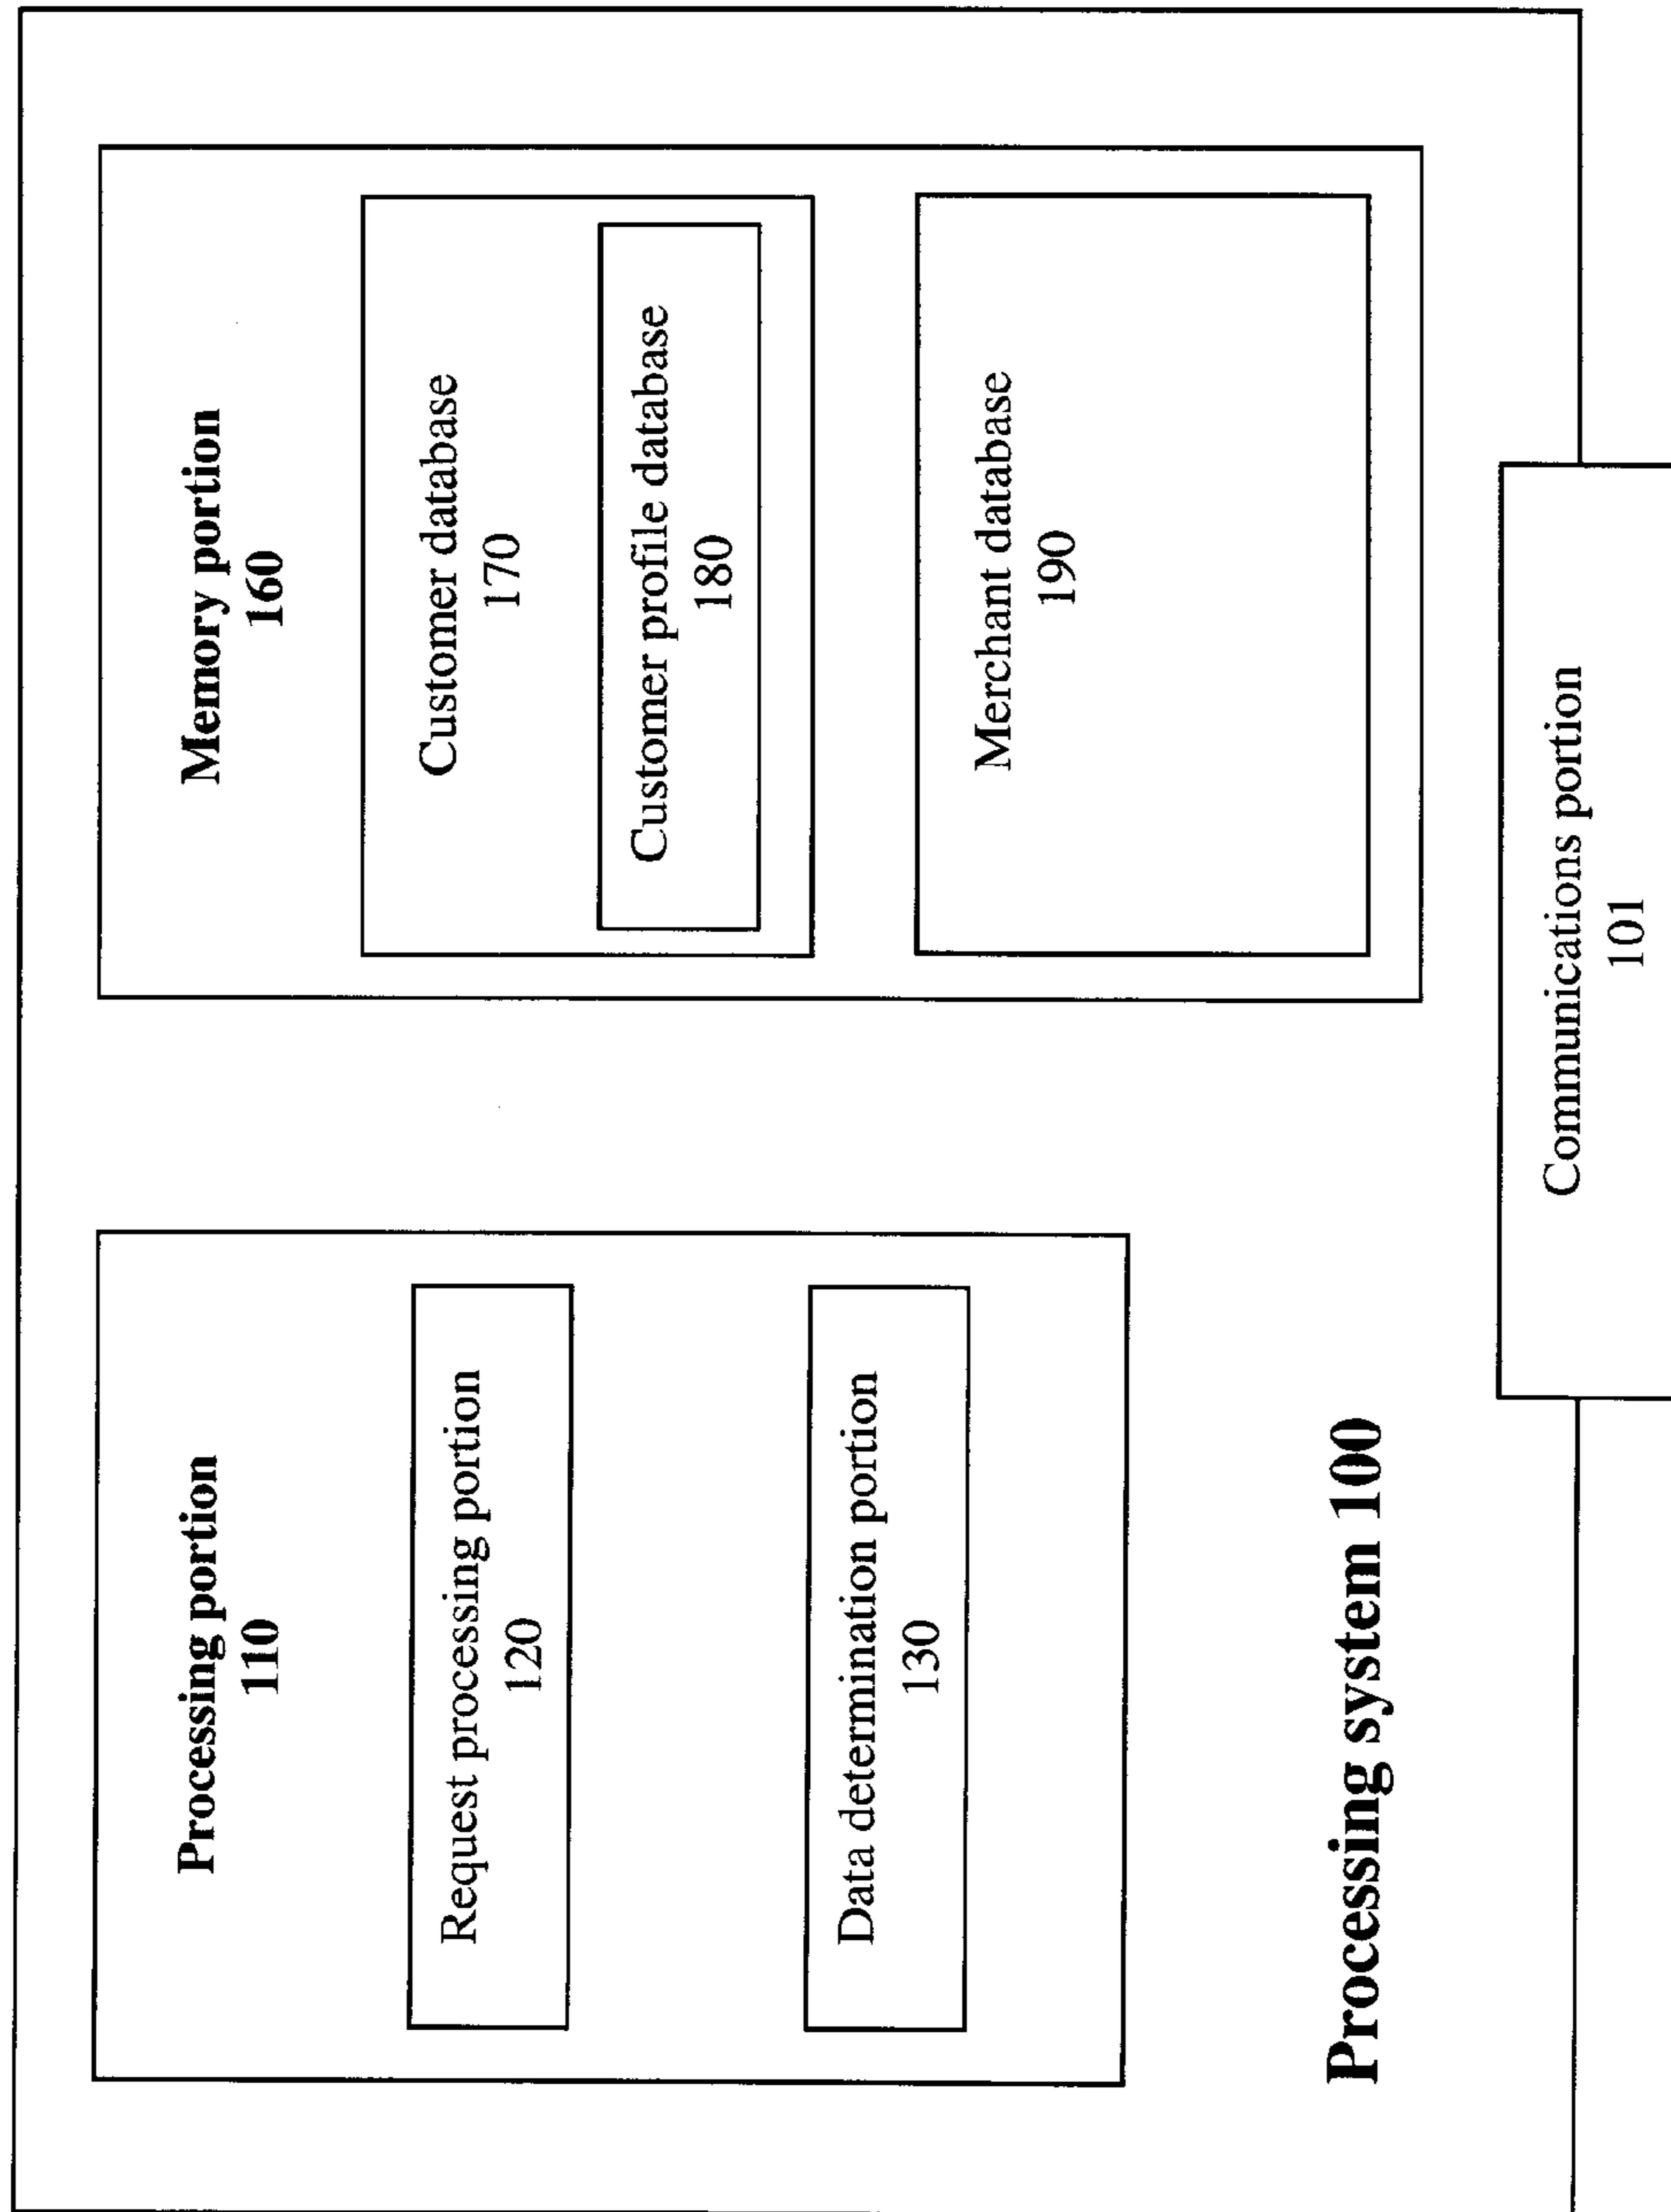 Processing portion
110
Request processing portion
120
Data determination portion
130
Processing system 100
Memory portion
160
Customer database
170
Customer profile database
180
Merchant database
190
Communications portion
101